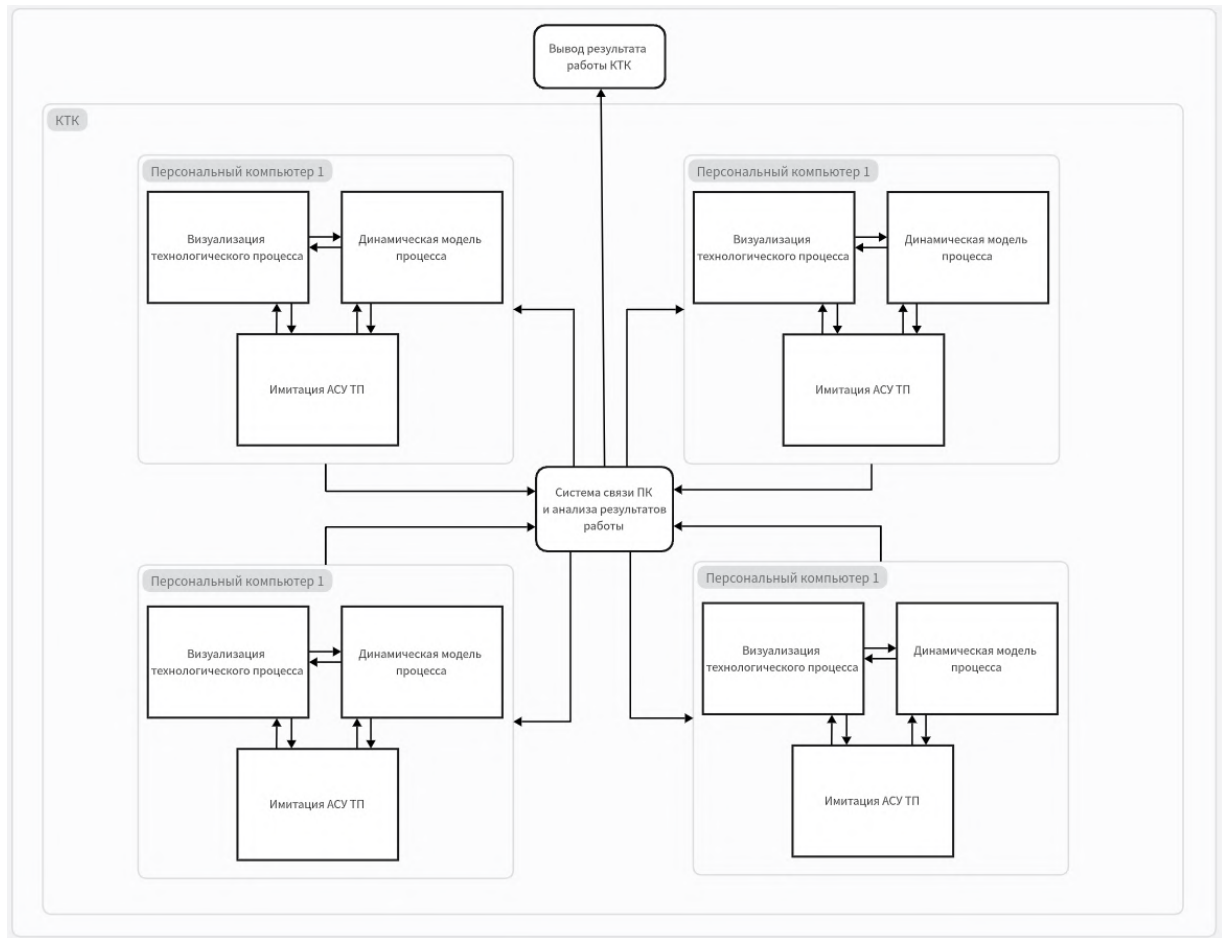 Вывод результата
работы КТК
КТК
Персональный компьютер 1
Визуализация
технологического процесса
Динамическая модель
процесса
Имитация АСУ ТП
Персональный компьютер 1
Визуализация
технологического процесса
Динамическая модель
процесса
Имитация АСУ ТП
Система связи ПК
и анализа результатов
работы
Персональный компьютер 1
Визуализация
технологического процесса
Динамическая модель
процесса
Имитация АСУ ТП
Персональный компьютер 1
Визуализация
технологического процесса
Динамическая модель
процесса
Имитация АСУ ТП